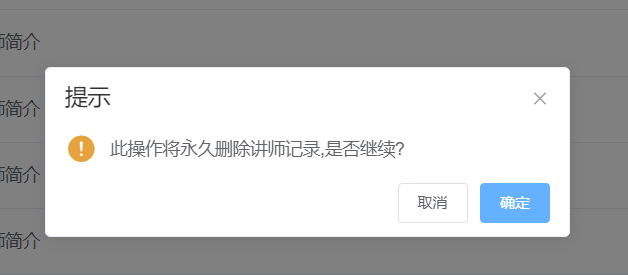 师简介
提示
师简介
此操作将永久删除讲师记录,是否继续?
师简介
取消
确定
师简介